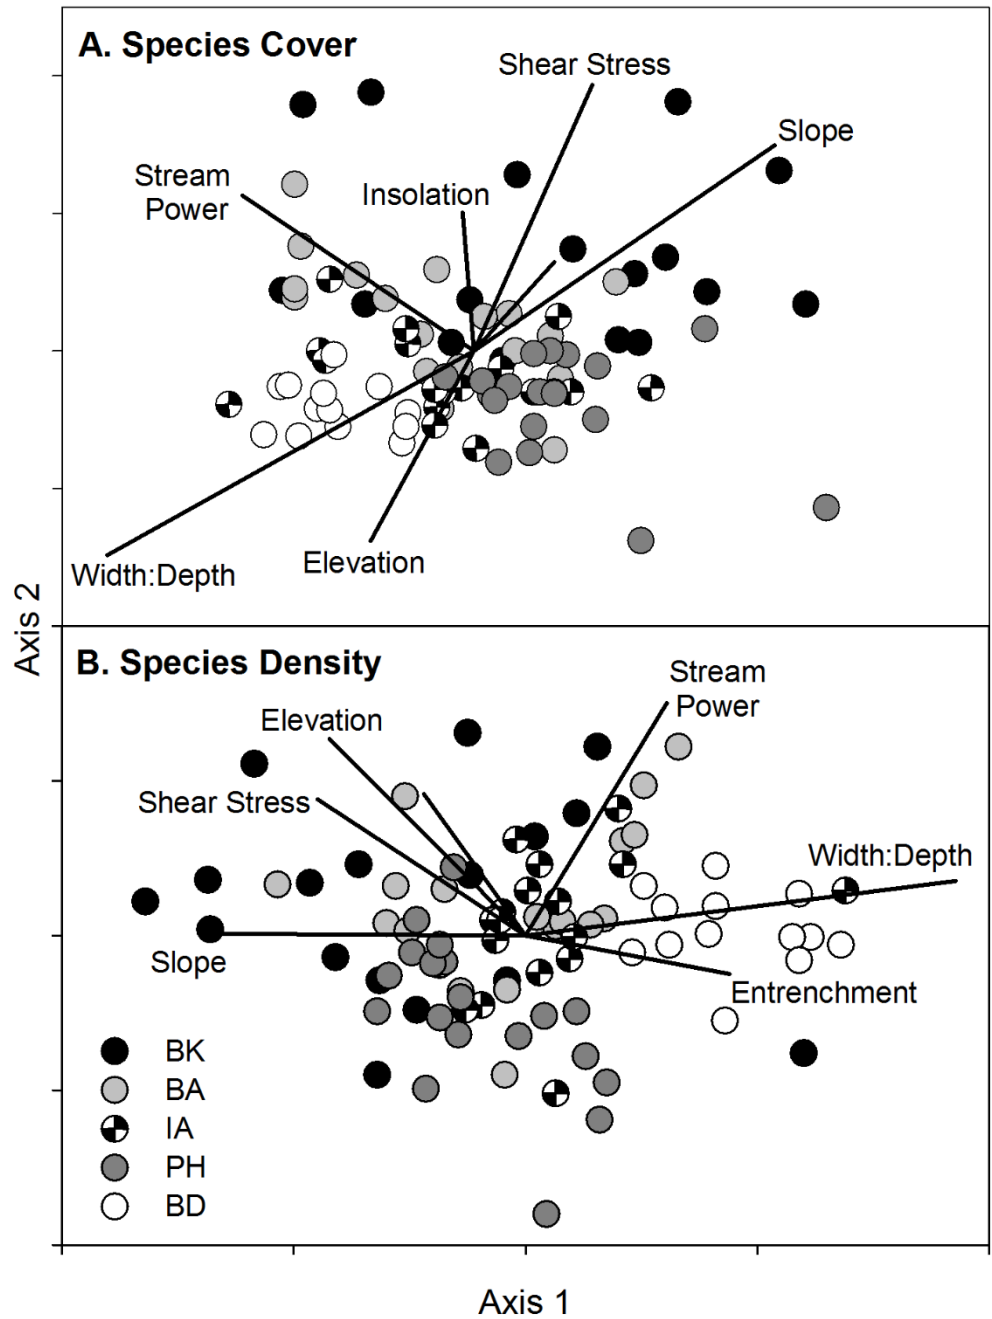 A. Species Cover
Shear Stress
Slope
Stream
Power
Insolation
Width:Depth
Elevation
Axis 2
B. Species Density
Stream
Power
Elevation
Shear Stress
Width:Depth
Slope
Entrenchment
BK
BA
IA
PH
BD
Axis 1